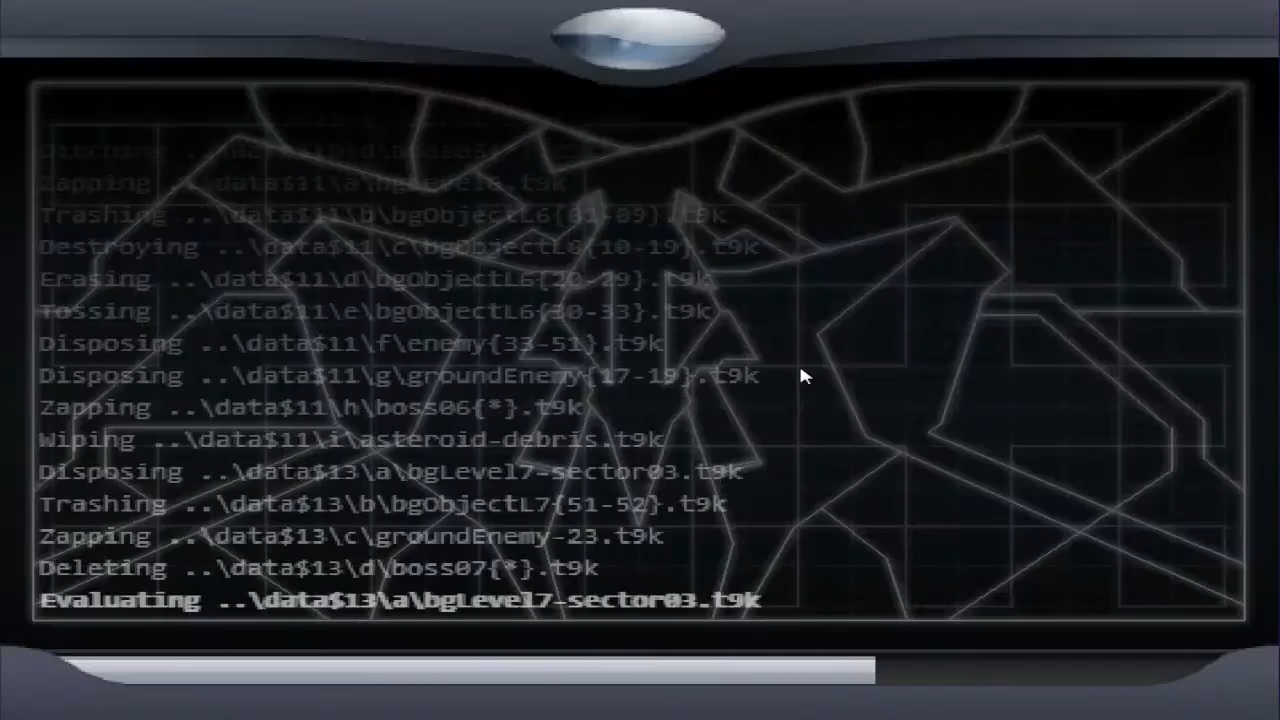 Ditching
Zapping ..\data$11\a\bgLevel6.t9k
Trashing ..\data$11\b\bgObjectL6{01-09}.t9k
Destroying ..\data$11\c\bgObjectL6{10-19}.t9k
Erasing ..\data$11\d\bgObjectL6{20-29}.t9k
Tossing ..\data$11\e\bgObjectL6{30-33}.t9k
Disposing ..\data$11\f\enemy{33-51}.t9k
Disposing ..\data$11\g\groundEnemy{17-19}.t9k
Zapping ..\data$11\h\boss06{*}.t9k
Wiping ..\data$11\i\asteroid-debris.t9k
Disposing ..\data$13\a\bgLevel7-sector03.t9k
Trashing ..\data$13\b\bgObjectL7{51-52}.t9k
Zapping ..\data$13\c\groundEnemy-23.t9k
Deleting ..\data$13\d\boss07{*}.t9k
Evaluating ..\data$13\a\bgLevel7-sector03.t9k